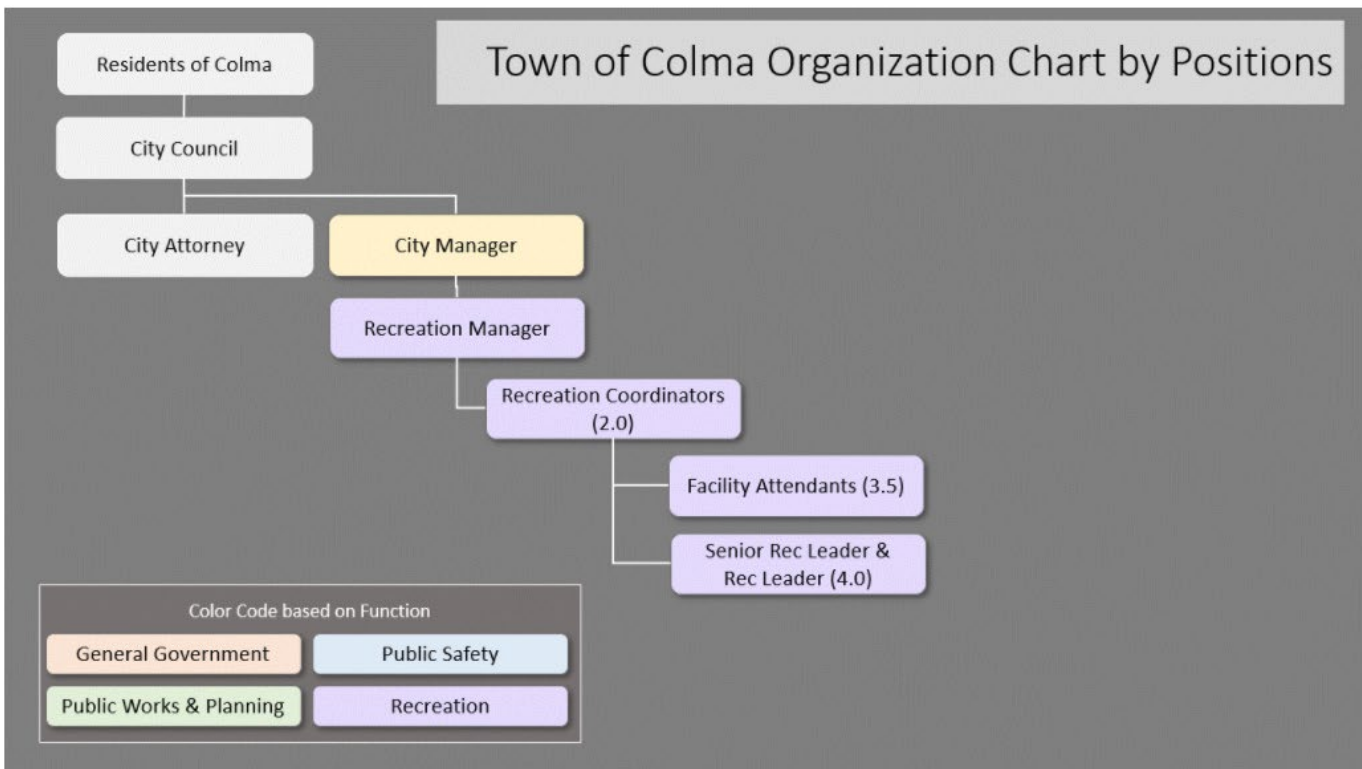 Town of Colma Organization Chart by Positions
Residents of Colma
City Council
City Attorney
City Manager
Recreation Manager
Recreation Coordinators
(2.0)
Facility Attendants (3.5)
Senior Rec Leader &
Rec Leader (4.0)
Color Code based on Function
General Government
Public Safety
Public Works & Planning
Recreation